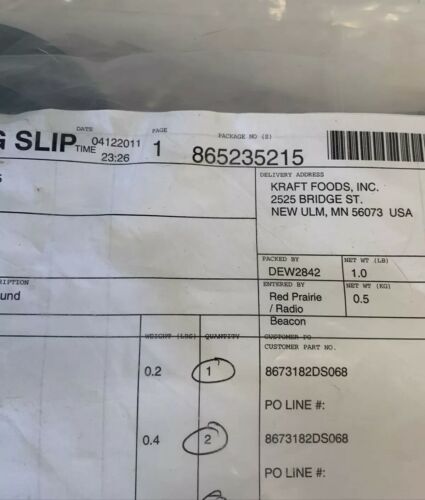 G SLIP
DATE 04122011
TIME 23:26
PAGE
1
PACKAGE NO (S)
865235215
DELIVERY ADDRESS
KRAFT FOODS, INC.
2525 BRIDGE ST.
NEW ULM, MN 56073 USA
PACKED BY
DEW2842
NET WT (LB)
1.0
ENTERED BY
Red Prairie
/ Radio
Beacon
NET WT (KG)
0.5
RIPTION
und
WEIGHT (LBS) QUANTITY CUSTOMER PO
CUSTOMER PART NO.
0.2 1 8673182DS068
PO LINE #:
0.4 2 8673182DS068
PO LINE #: